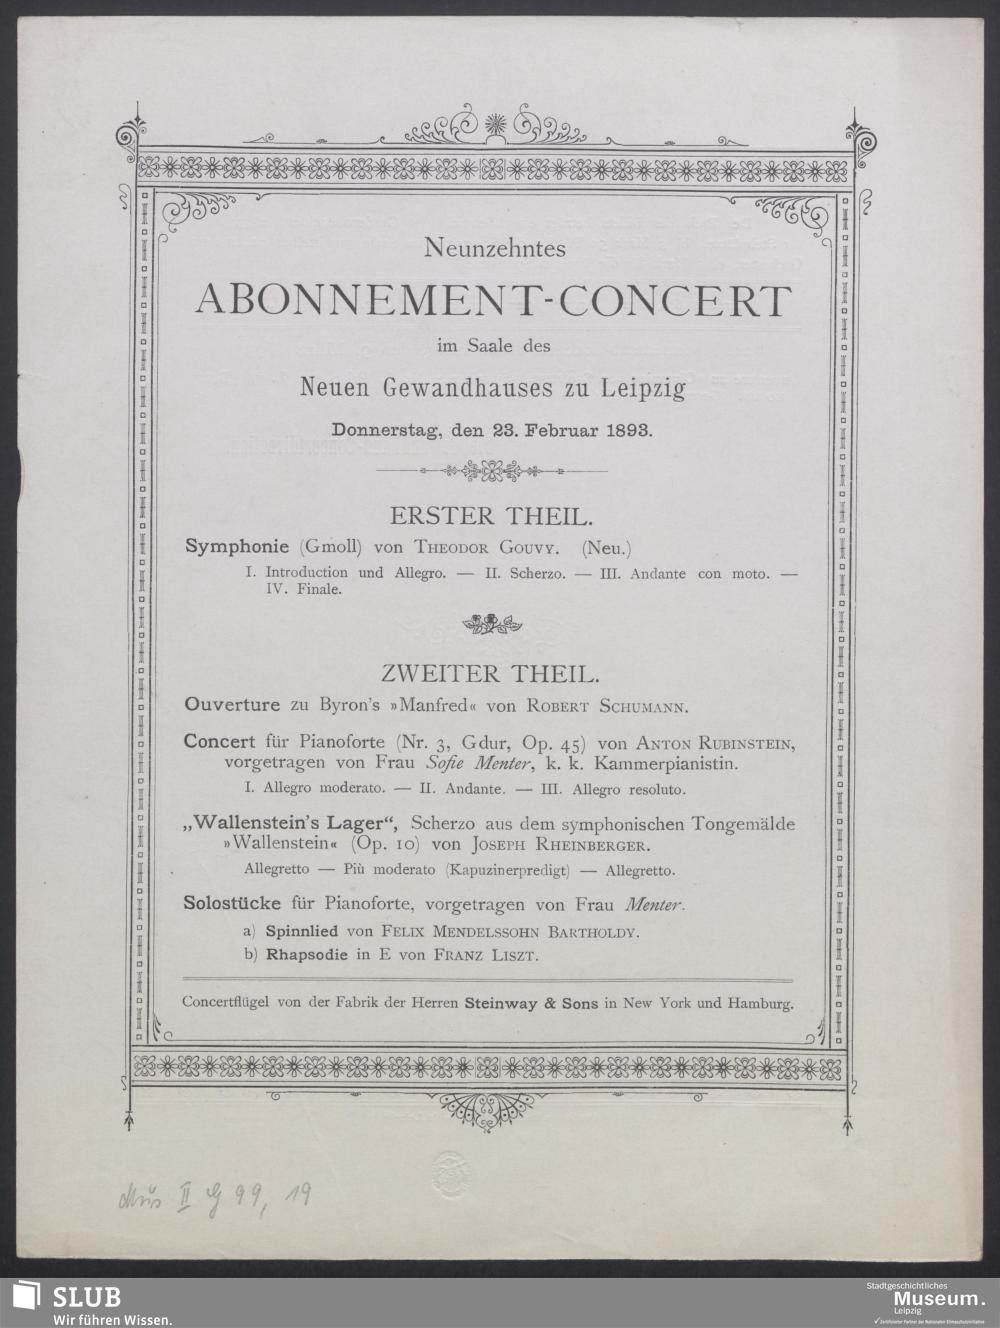 Neunzehntes
ABONNEMENT-CONCERT
im Saale des
Neuen Gewandhauses zu Leipzig
Donnerstag, den 23. Februar 1893.
ERSTER THEIL.
Symphonie (Gmoll) von THEODOR GOUVY. (Neu.)
I. Introduction und Allegro. — II. Scherzo. — III. Andante con moto. —
IV. Finale.
ZWEITER THEIL.
Ouverture zu Byron's »Manfred« von ROBERT SCHUMANN.
Concert für Pianoforte (Nr. 3, Gdur, Op. 45) von ANTON RUBINSTEIN,
vorgetragen von Frau Sofie Menter, k. k. Kammerpianistin.
I. Allegro moderato. — II. Andante. — III. Allegro resoluto.
„Wallenstein's Lager“, Scherzo aus dem symphonischen Tongemälde
»Wallenstein« (Op. 10) von JOSEPH RHEINBERGER.
Allegretto — Più moderato (Kapuzinerpredigt) — Allegretto.
Solostücke für Pianoforte, vorgetragen von Frau Menter.
a) Spinnlied von FELIX MENDELSSOHN BARTHOLDY.
b) Rhapsodie in E von FRANZ LISZT.
Concertflügel von der Fabrik der Herren Steinway & Sons in New York und Hamburg.
Mus II G 99, 19
SLUB
Wir führen Wissen.
Stadtgeschichtliches
Museum.
Leipzig
Zertifizierter Partner der Nationalen Klimaschutzinitiative